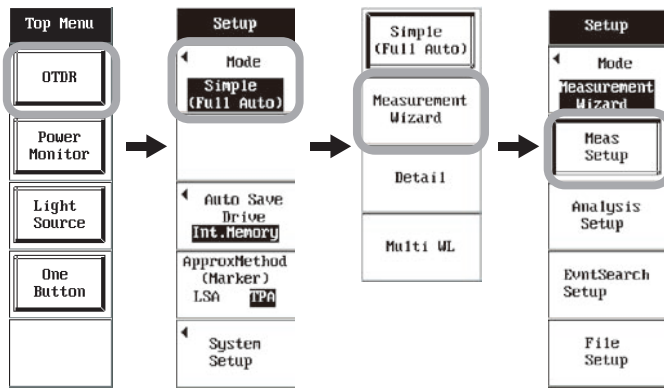 Top Menu
OTDR
Power
Monitor
Light
Source
One
Button
Setup
Mode
Simple
(Full Auto)
Auto Save
Drive
Int.Memory
ApproxMethod
(Marker)
LSA TPA
System
Setup
Simple
(Full Auto)
Measurement
Wizard
Detail
Multi WL
Setup
Mode
Measurement
Wizard
Meas
Setup
Analysis
Setup
EvntSearch
Setup
File
Setup